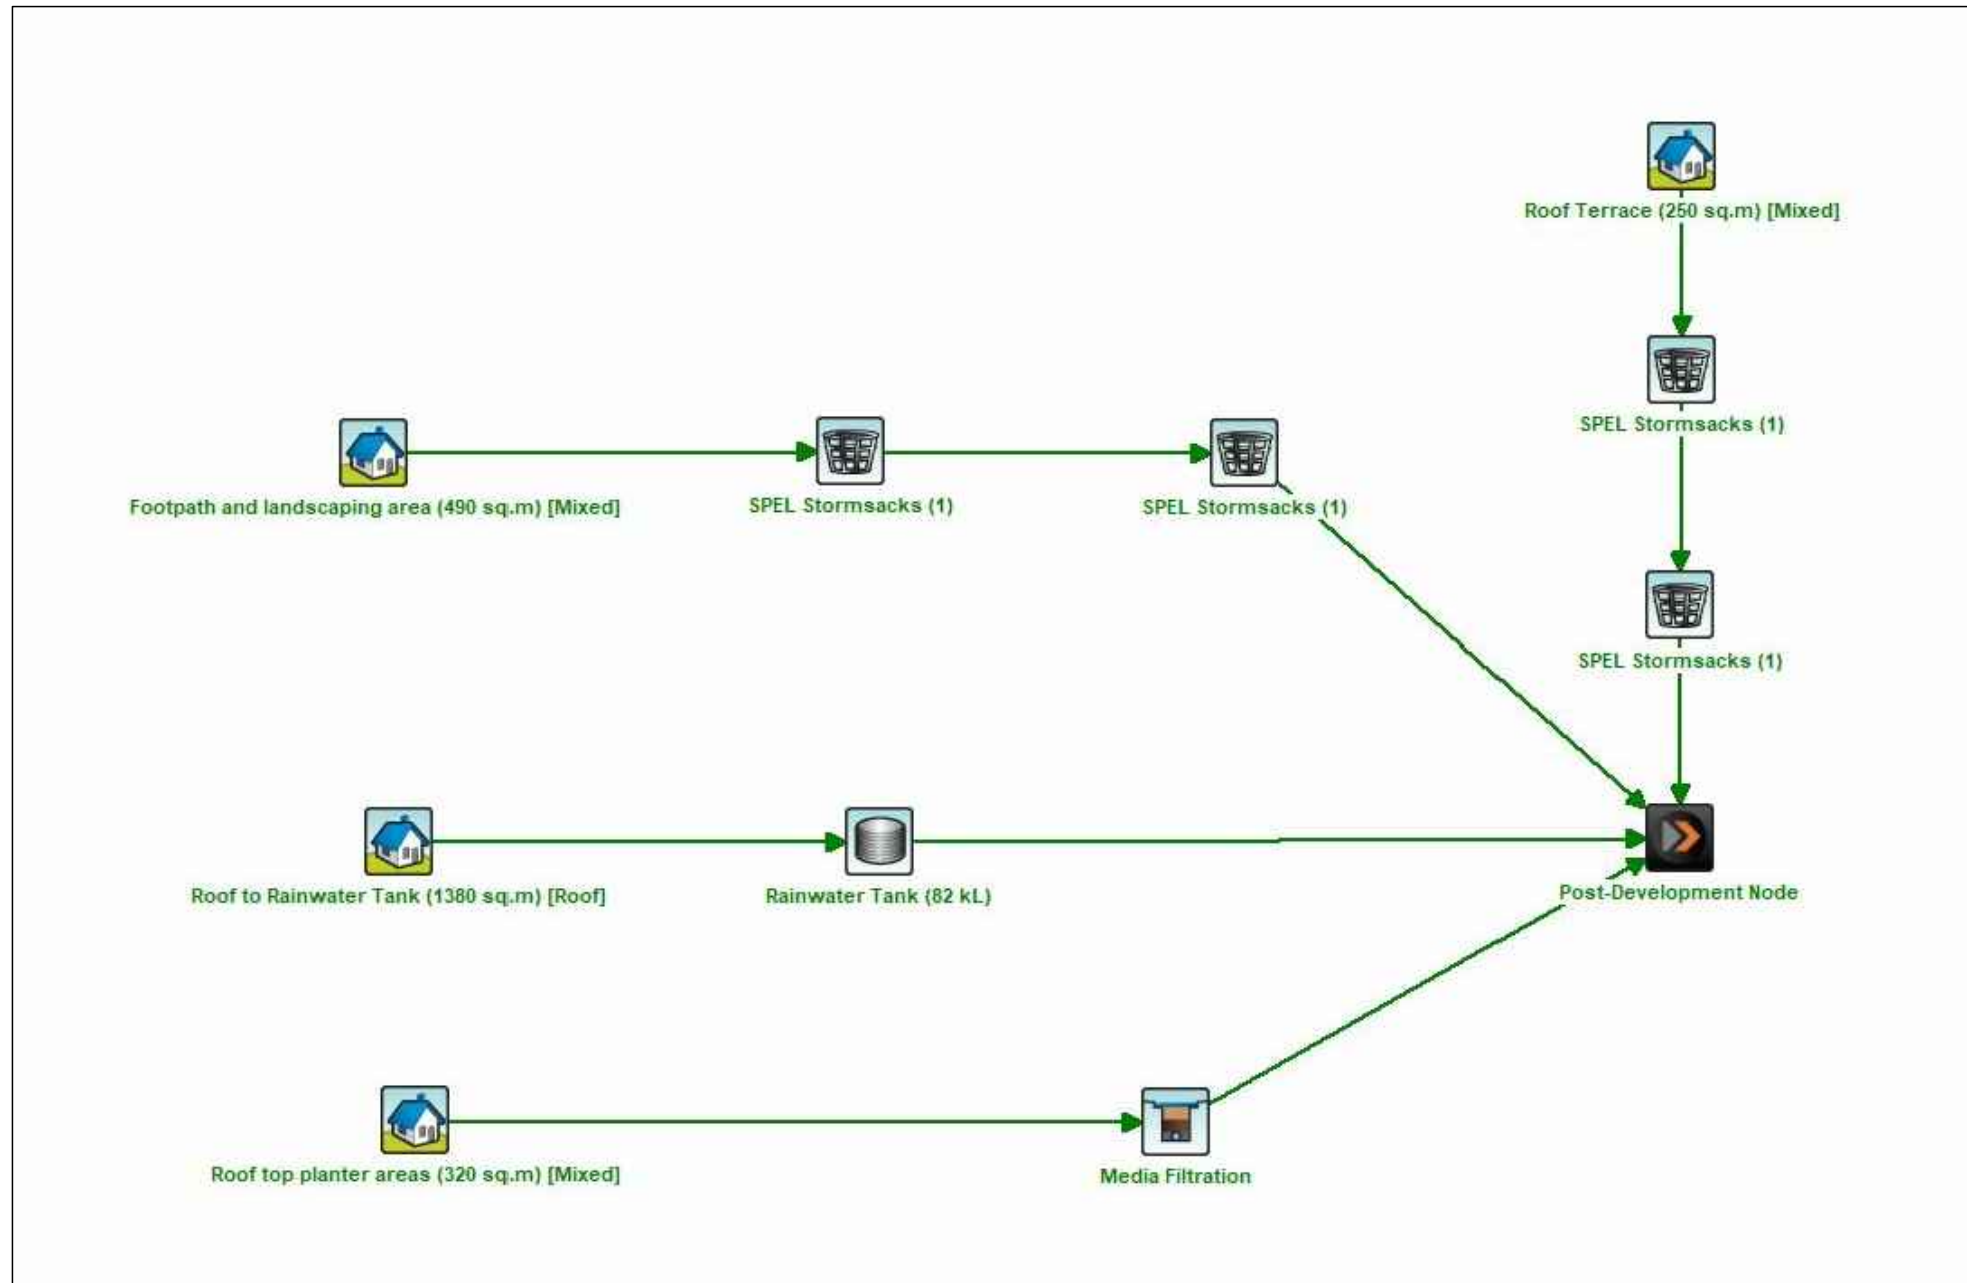 Roof Terrace (250 sq.m) [Mixed]
SPEL Stormsacks (1)
Footpath and landscaping area (490 sq.m) [Mixed]
SPEL Stormsacks (1)
SPEL Stormsacks (1)
SPEL Stormsacks (1)
Roof to Rainwater Tank (1380 sq.m) [Roof]
Rainwater Tank (82 kL)
Post-Development Node
Roof top planter areas (320 sq.m) [Mixed]
Media Filtration